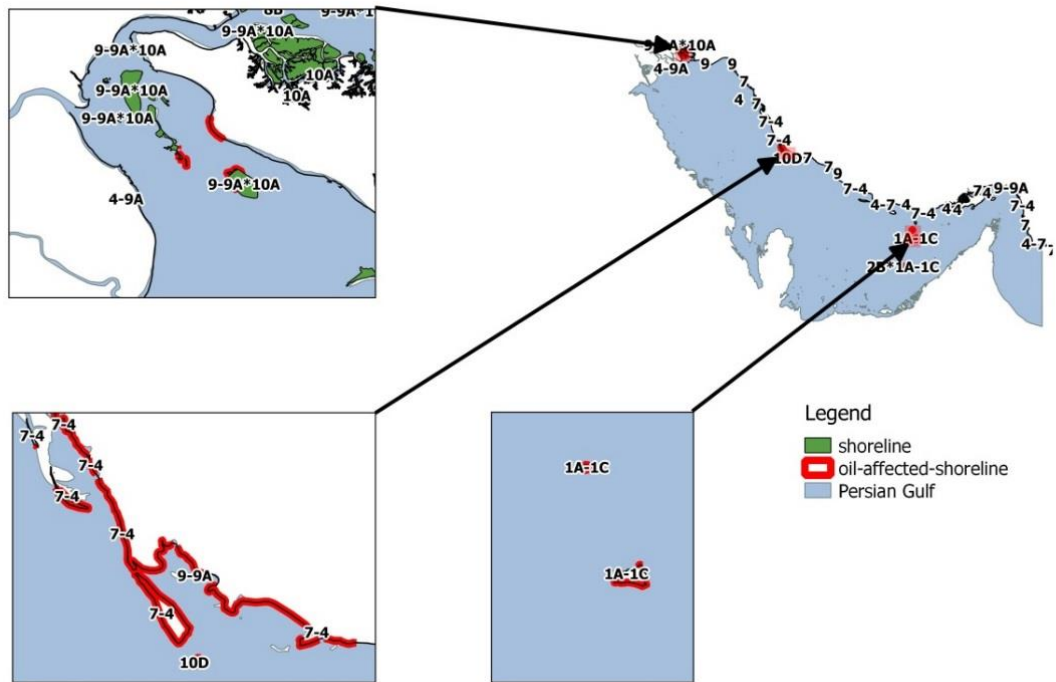 9-9A*10A
9-9A*10A
10A
10A
9-9A*10A
9-9A*10A
9-9A*10A
4-9A
9-9A*10A
4-9A
9
9
7
4
7
7-4
7-4
10D
7
7
9
7-4
4-7-4
7-4
4
4
7
4
9-9A
7-4
7
4-7
1A-1C
2B*1A-1C
7-4
7-4
7-4
7-4
9-9A
7-4
7-4
10D
1A-1C
1A-1C
Legend
shoreline
oil-affected-shoreline
Persian Gulf